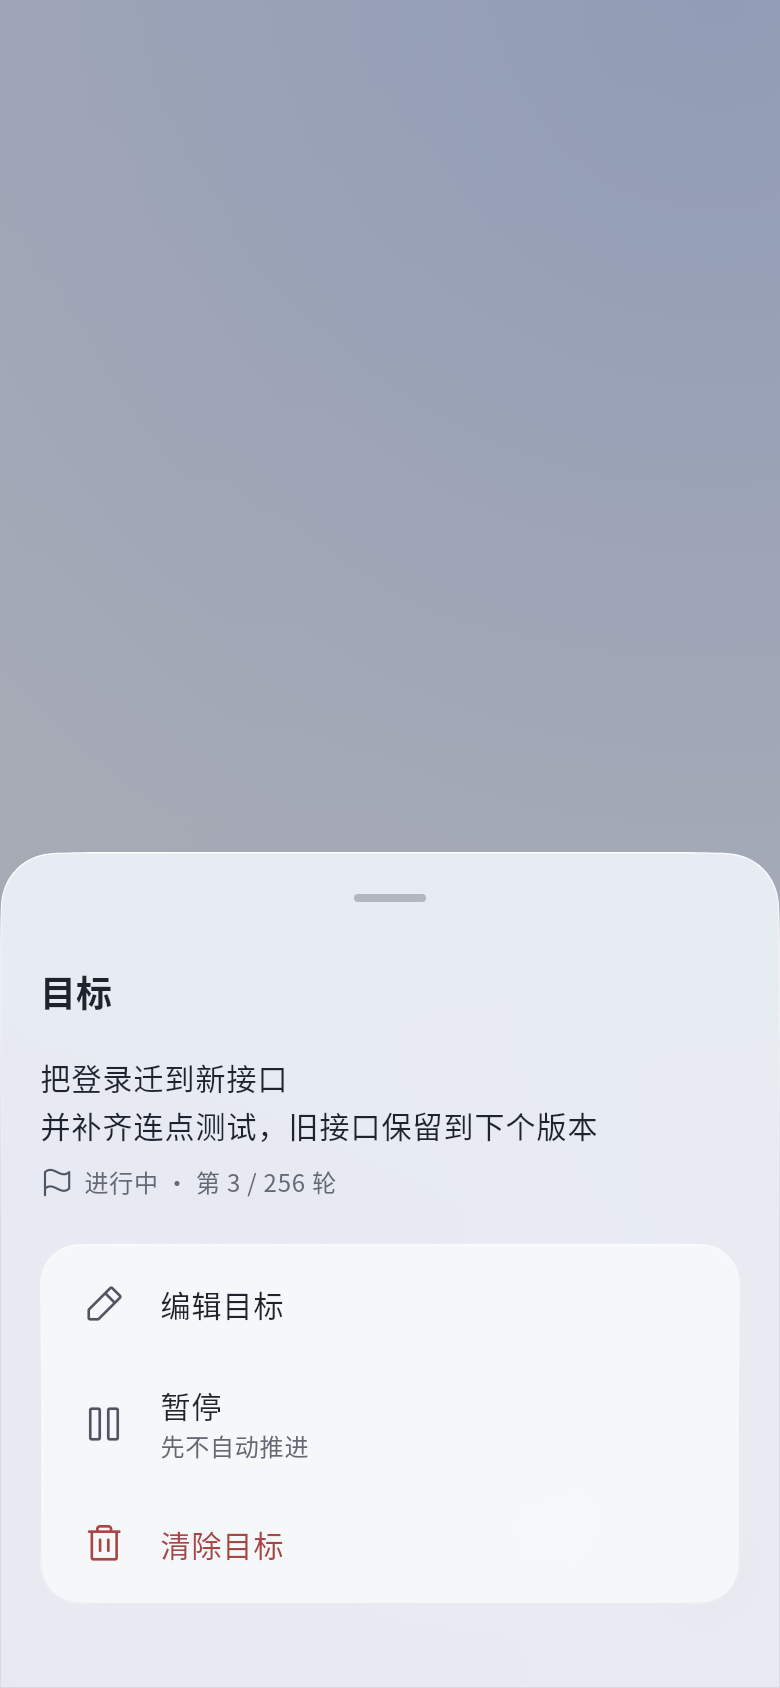 目标
把登录迁到新接口
并补齐连点测试，旧接口保留到下个版本
进行中 · 第 3 / 256 轮
编辑目标
暂停
先不自动推进
清除目标